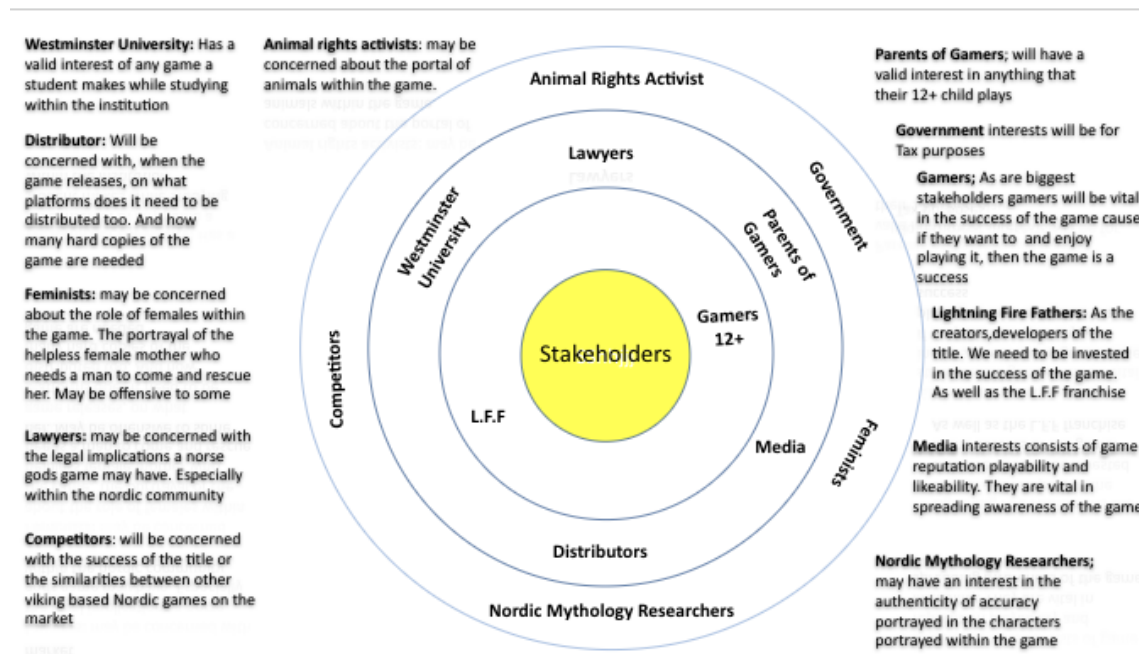 Westminster University: Has a
valid interest of any game a
student makes while studying
within the institution
Distributor: Will be
concerned with, when the
game releases, on what
platforms does it need to be
distributed too. And how
many hard copies of the
game are needed
Feminists: may be concerned
about the role of females within
the game. The portrayal of the
helpless female mother who
needs a man to come and rescue
her. May be offensive to some
Lawyers: may be concerned with
the legal implications a norse
gods game may have. Especially
within the nordic community
Competitors: will be concerned
with the success of the title or
the similarities between other
viking based Nordic games on the
market
Animal rights activists: may be
concerned about the portal of
animals within the game.
Animal Rights Activist
Lawyers
Westminster
University
Government
Parents of
Gamers
Gamers
12+
Stakeholders
Competitors
L.F.F
Media
Feminists
Distributors
Nordic Mythology Researchers
Parents of Gamers; will have a
valid interest in anything that
their 12+ child plays
Government interests will be for
Tax purposes
Gamers; As are biggest
stakeholders gamers will be vital
in the success of the game cause
if they want to and enjoy
playing it, then the game is a
success
Lightning Fire Fathers: As the
creators,developers of the
title. We need to be invested
in the success of the game.
As well as the L.F.F franchise
Media interests consists of game
reputation playability and
likeability. They are vital in
spreading awareness of the game
Nordic Mythology Researchers;
may have an interest in the
authenticity of accuracy
portrayed in the characters
portrayed within the game